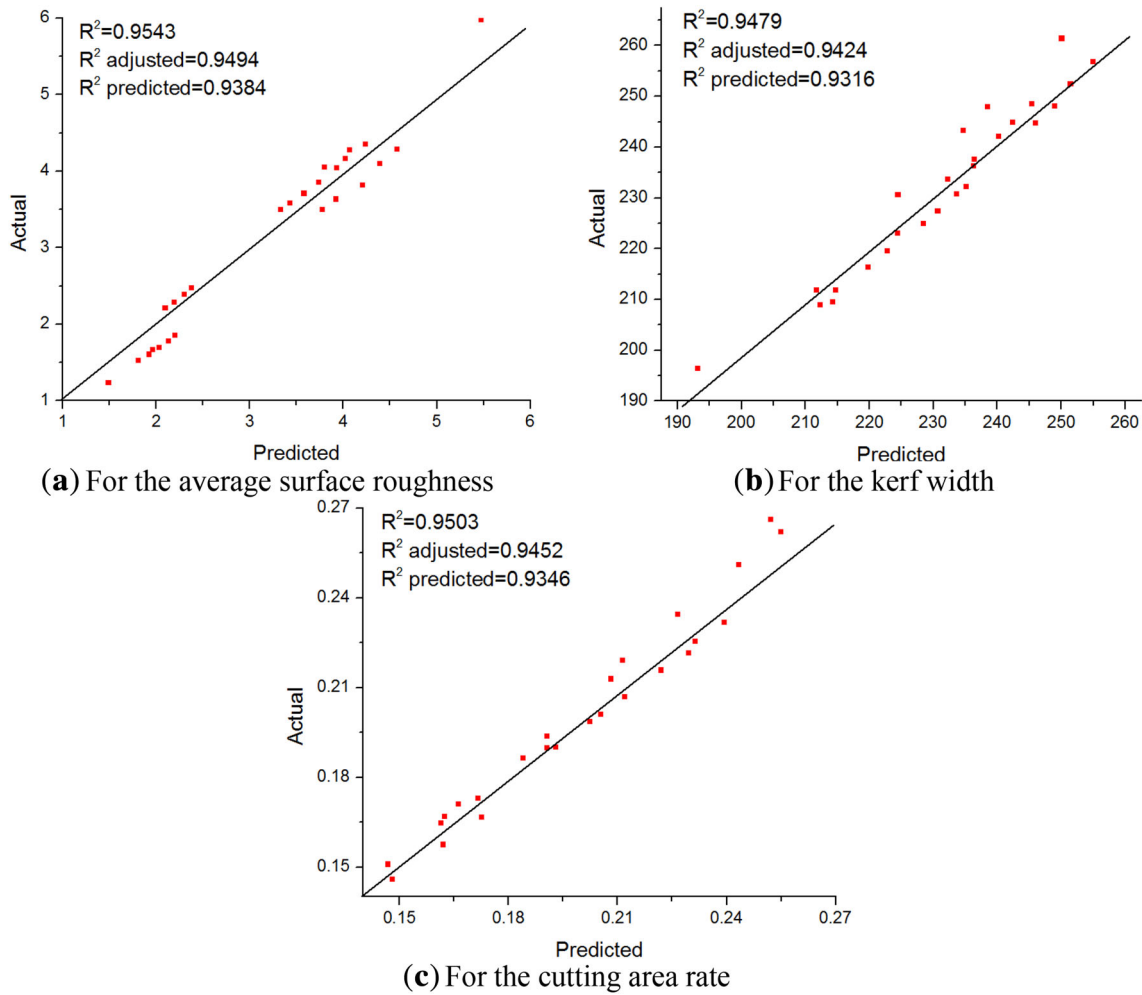 R²=0.9543
R² adjusted=0.9494
R² predicted=0.9384
6
5
4
3
2
1
Actual
1 2 3 4 5 6
Predicted
(a) For the average surface roughness
R²=0.9479
R² adjusted=0.9424
R² predicted=0.9316
260
250
240
230
220
210
200
190
Actual
190 200 210 220 230 240 250 260
Predicted
(b) For the kerf width
R²=0.9503
R² adjusted=0.9452
R² predicted=0.9346
0.27
0.24
0.21
0.18
0.15
Actual
0.15 0.18 0.21 0.24 0.27
Predicted
(c) For the cutting area rate